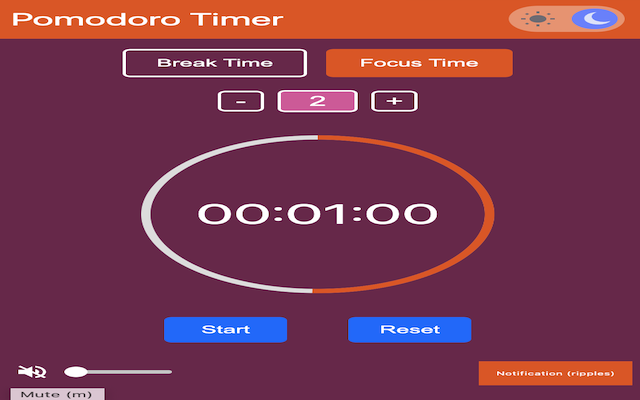 Pomodoro Timer
Break Time
Focus Time
- 2 +
00:01:00
Start
Reset
Notification (ripples)
Mute (m)